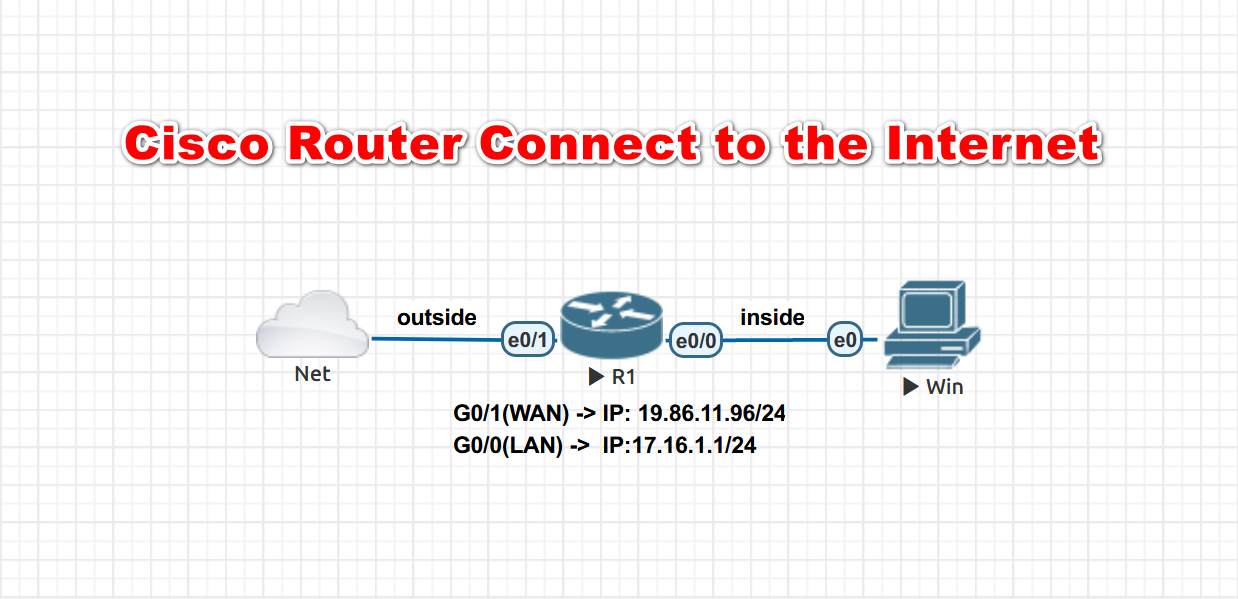 Cisco Router Connect to the Internet
outside
inside
e0/1
e0/0
e0
Net
R1
Win
G0/1(WAN) -> IP: 19.86.11.96/24
G0/0(LAN) -> IP:17.16.1.1/24